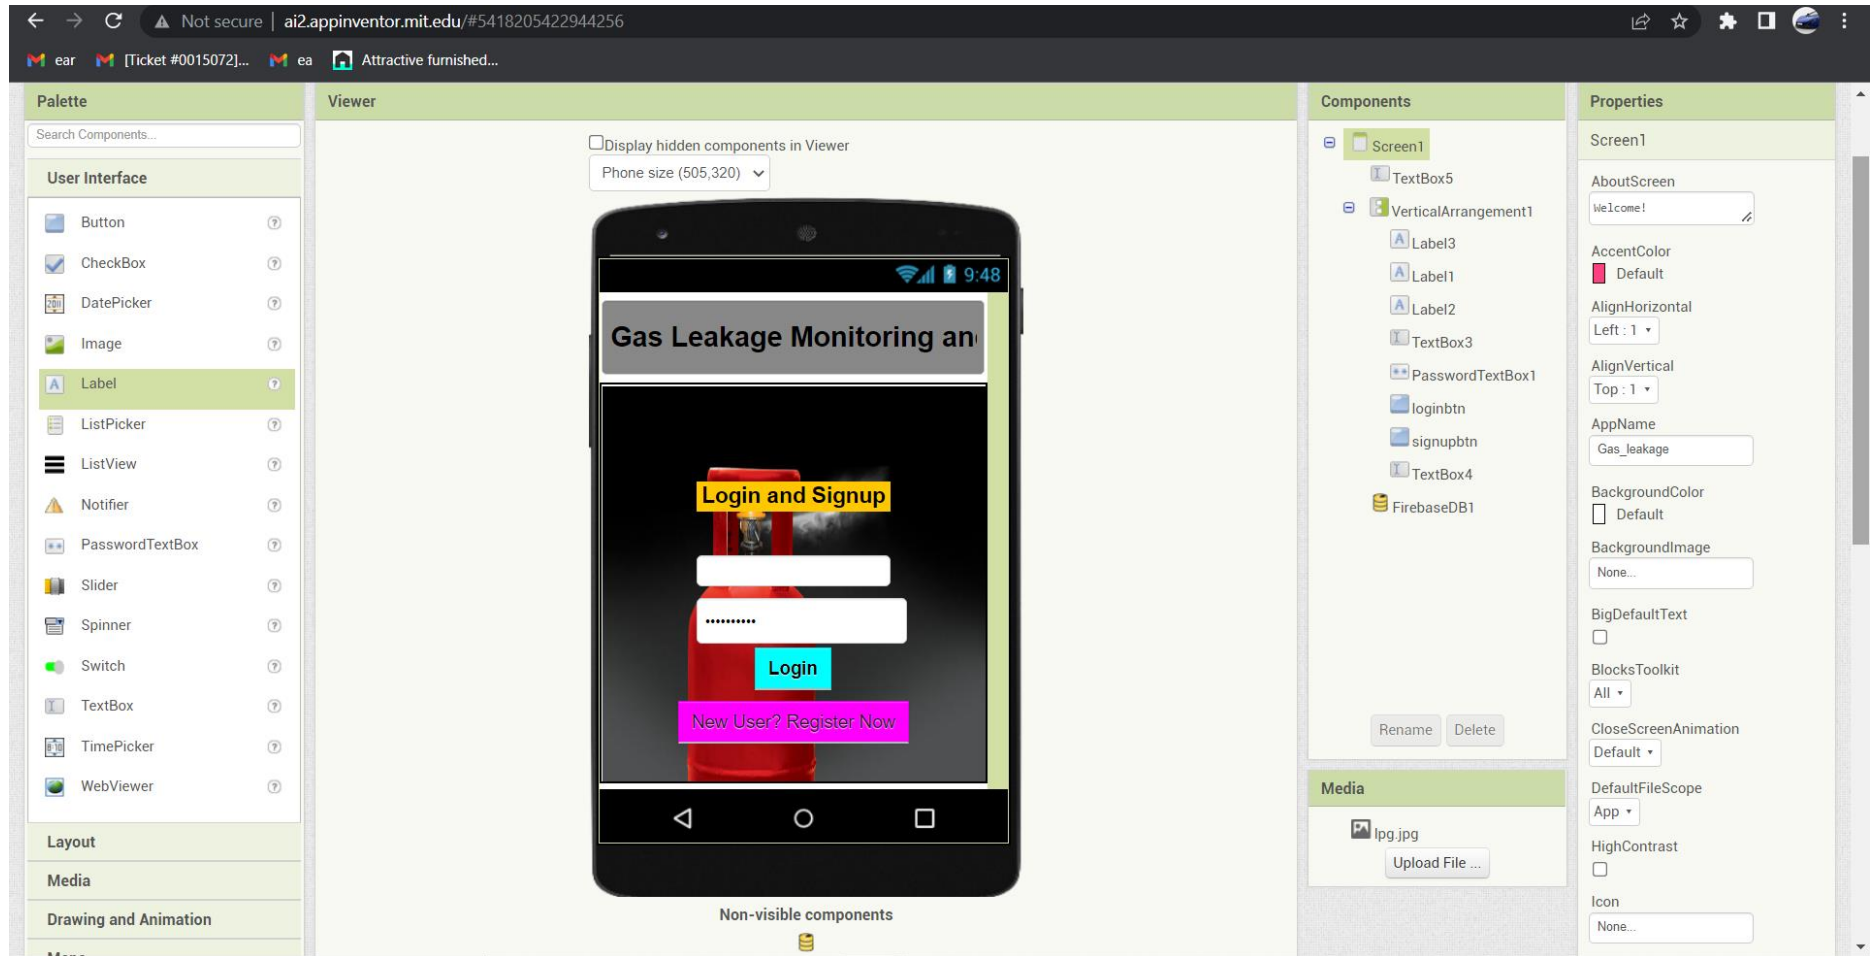 Not secure | ai2.appinventor.mit.edu/#5418205422944256
ear [Ticket #0015072]... ea Attractive furnished...
Palette
Search Components...
User Interface
Button
CheckBox
DatePicker
Image
Label
ListPicker
ListView
Notifier
PasswordTextBox
Slider
Spinner
Switch
TextBox
TimePicker
WebViewer
Layout
Media
Drawing and Animation
Viewer
Display hidden components in Viewer
Phone size (505,320)
9:48
Gas Leakage Monitoring an
Login and Signup
••••••••••
Login
New User? Register Now
Non-visible components
Components
Screen1
TextBox5
VerticalArrangement1
Label3
Label1
Label2
TextBox3
PasswordTextBox1
loginbtn
signupbtn
TextBox4
FirebaseDB1
Rename Delete
Media
lpg.jpg
Upload File ...
Properties
Screen1
AboutScreen
Welcome!
AccentColor
Default
AlignHorizontal
Left : 1
AlignVertical
Top : 1
AppName
Gas_leakage
BackgroundColor
Default
BackgroundImage
None...
BigDefaultText
BlocksToolkit
All
CloseScreenAnimation
Default
DefaultFileScope
App
HighContrast
Icon
None...